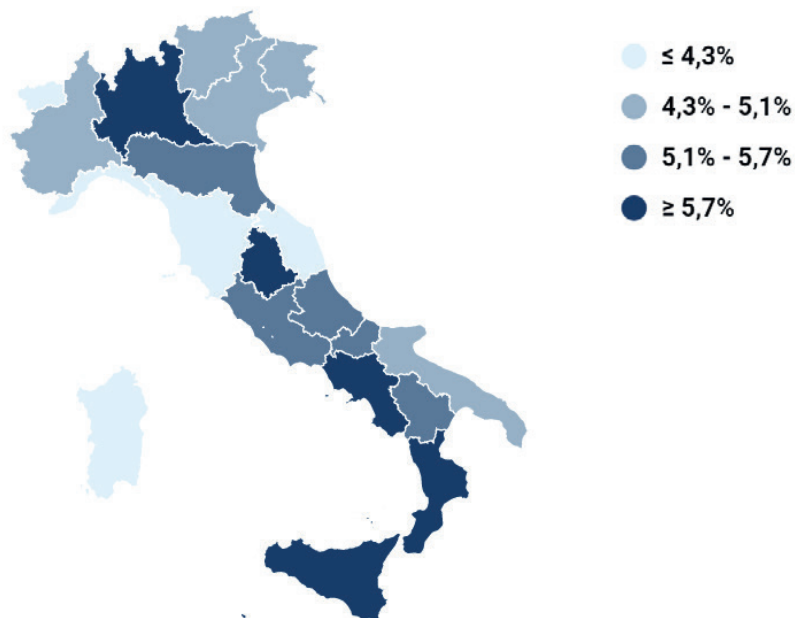 ≤ 4,3%
4,3% - 5,1%
5,1% - 5,7%
≥ 5,7%